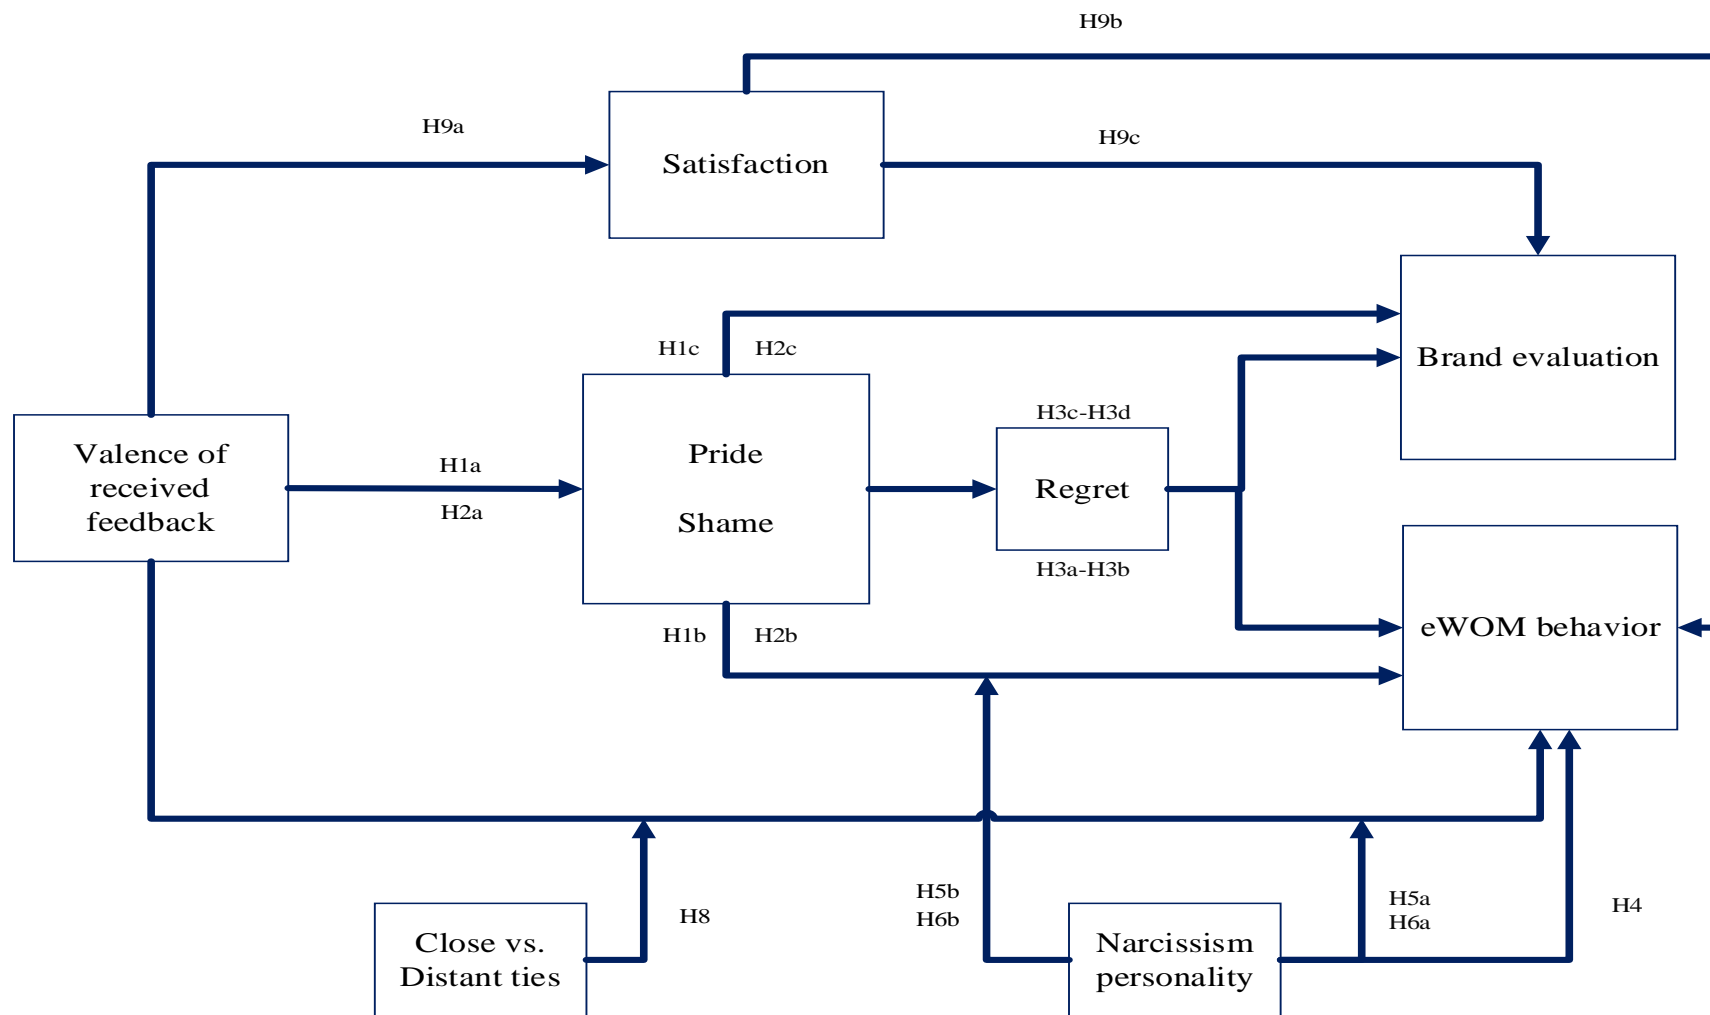 H9b
H9a
H9c
Satisfaction
H1c
H2c
Brand evaluation
Valence of
received
feedback
H1a
H2a
Pride
Shame
H3c-H3d
Regret
H3a-H3b
H1b
H2b
eWOM behavior
H8
H5b
H6b
H5a
H6a
H4
Close vs.
Distant ties
Narcissism
personality